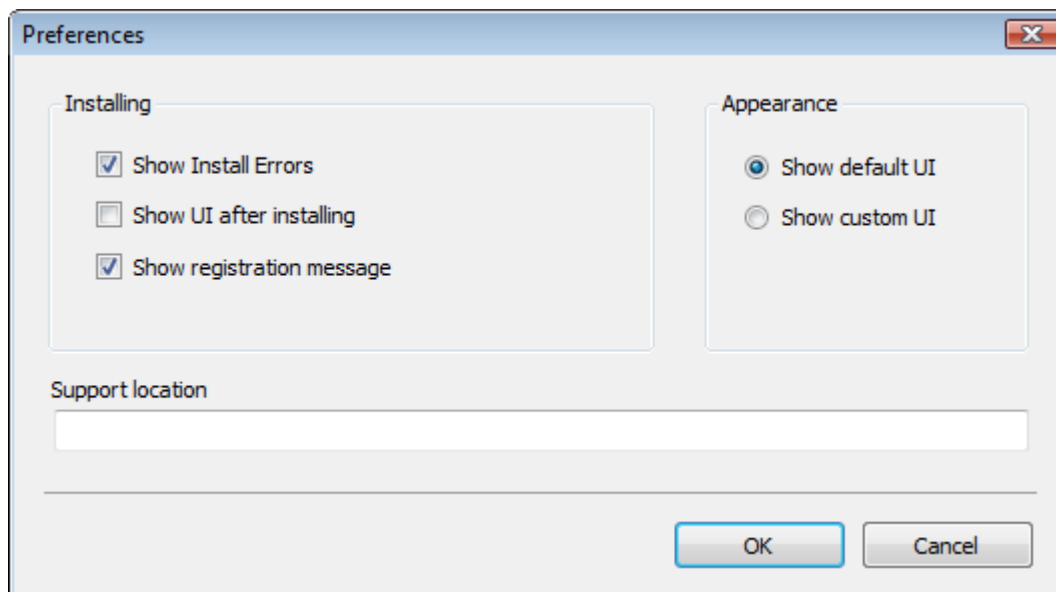 Preferences
Installing
Show Install Errors
Show UI after installing
Show registration message
Appearance
Show default UI
Show custom UI
Support location
OK
Cancel